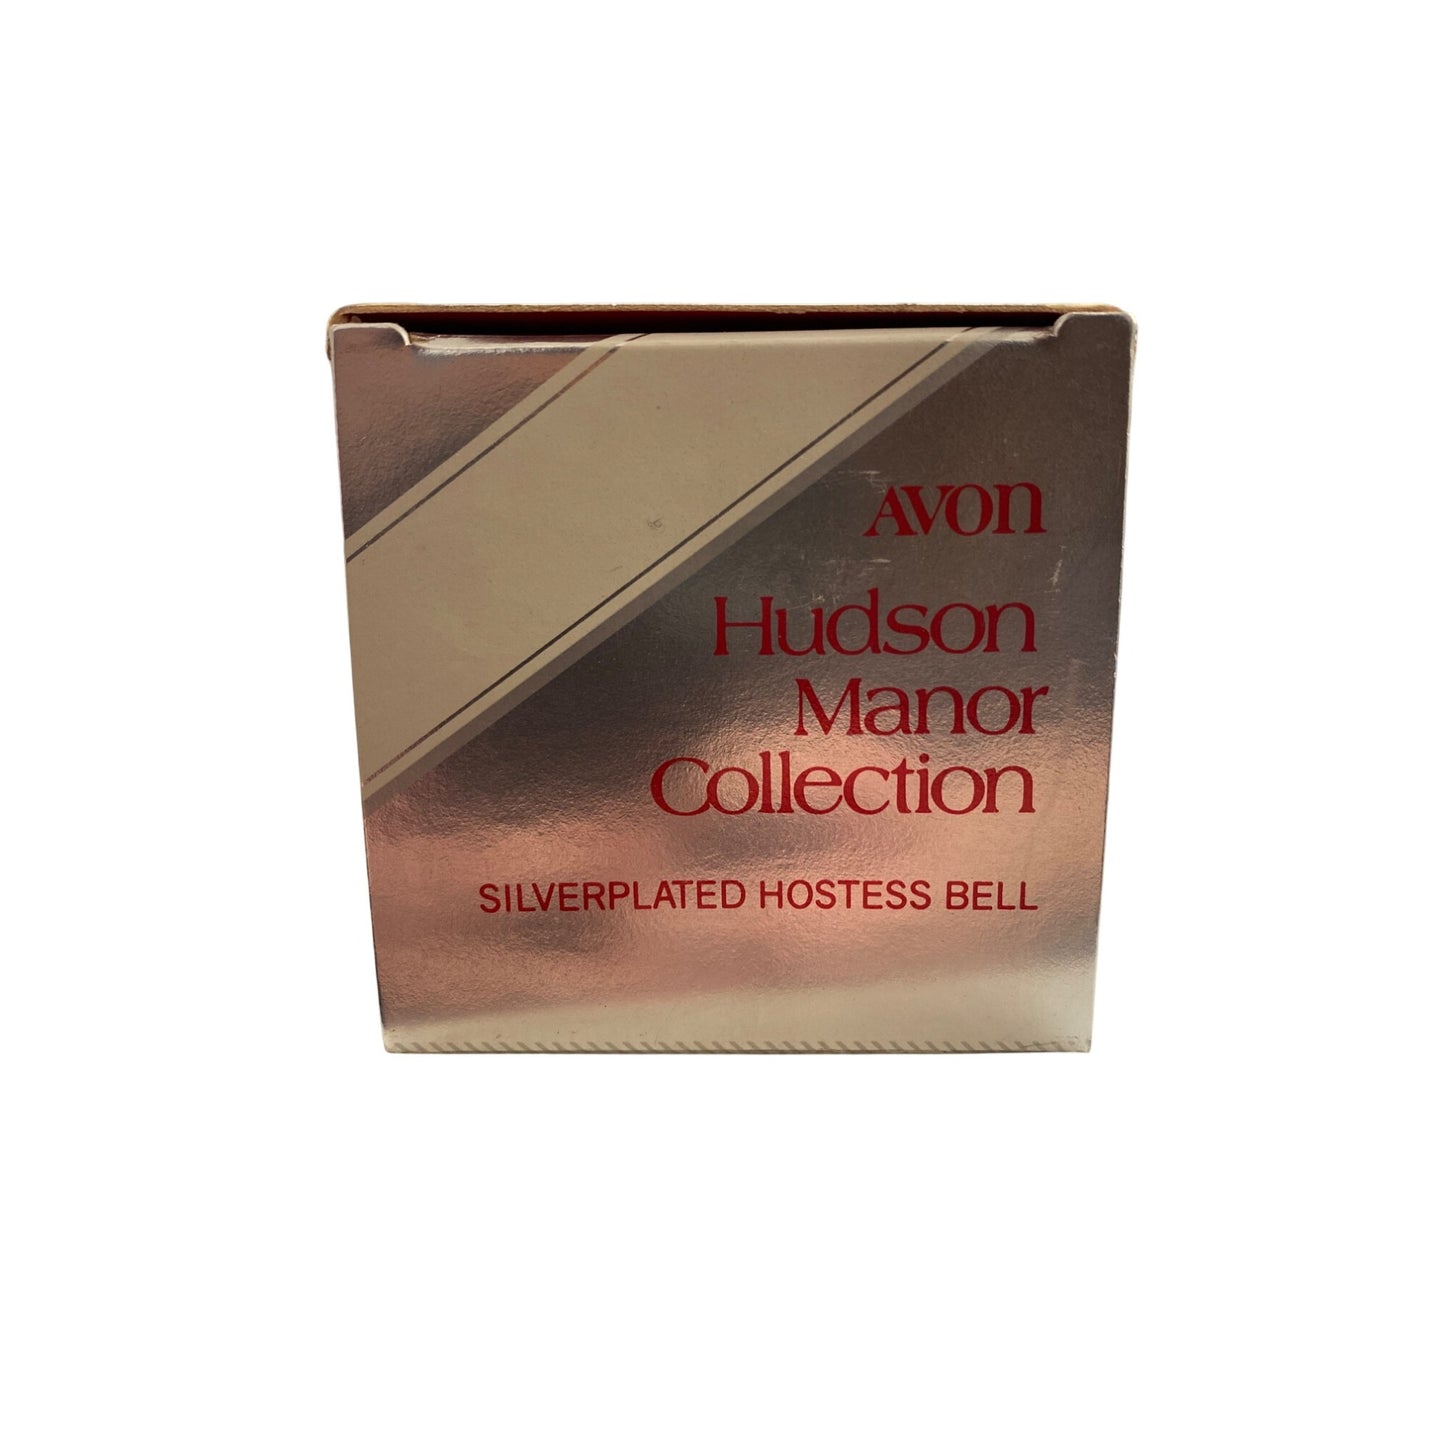 AVON
Hudson
Manor
Collection
SILVERPLATED HOSTESS BELL